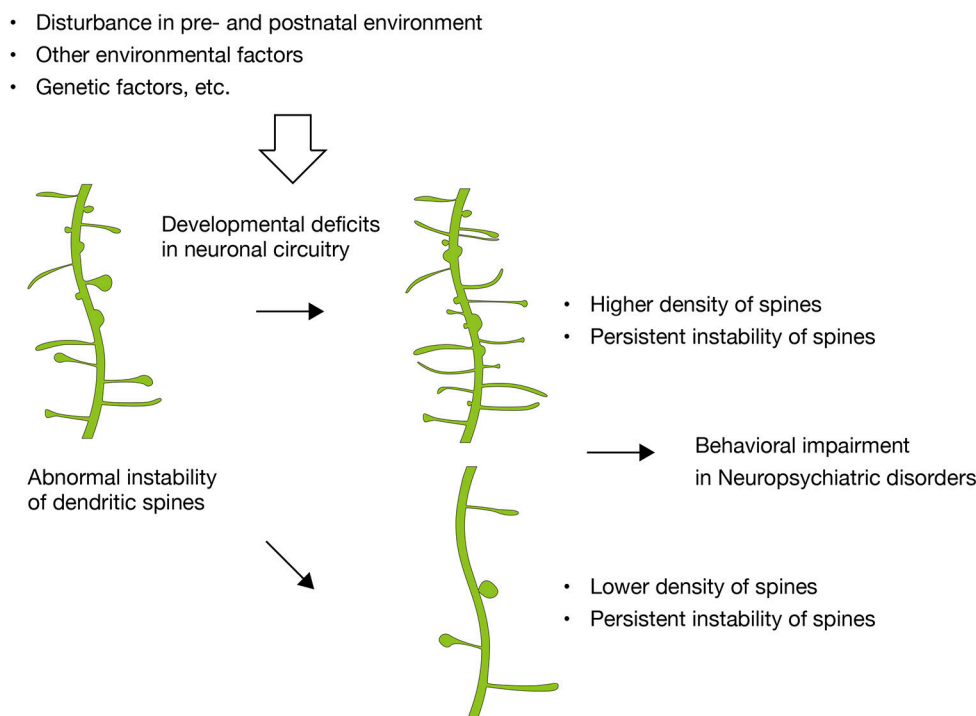 • Disturbance in pre- and postnatal environment
• Other environmental factors
• Genetic factors, etc.
Developmental deficits
in neuronal circuitry
• Higher density of spines
• Persistent instability of spines
Behavioral impairment
in Neuropsychiatric disorders
Abnormal instability
of dendritic spines
• Lower density of spines
• Persistent instability of spines